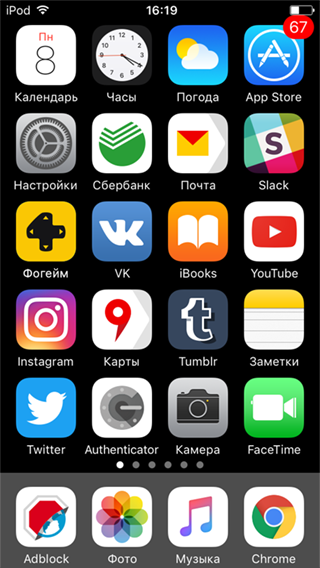 iPod 16:19
67
Пн
8
Календарь Часы Погода App Store
Настройки Сбербанк Почта Slack
Фогейм VK iBooks YouTube
Instagram Карты Tumblr Заметки
Twitter Authenticator Камера FaceTime
Adblock Фото Музыка Chrome